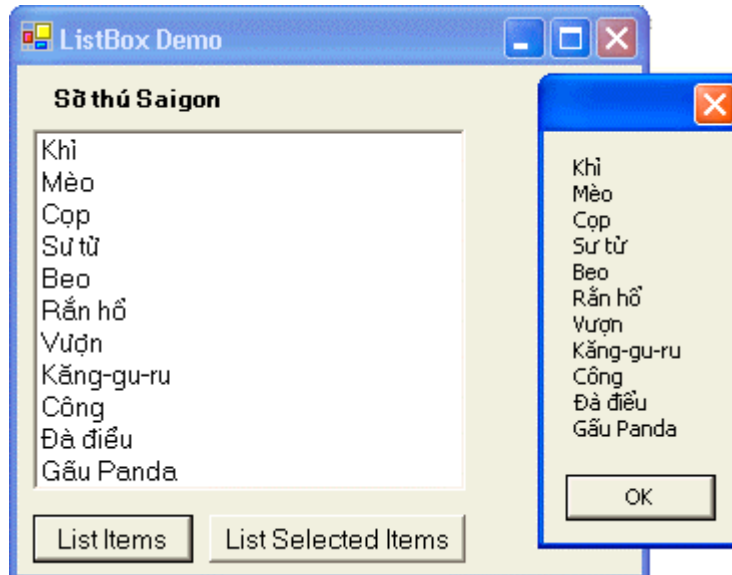 ListBox Demo
Sở thú Saigon
Khỉ
Mèo
Cọp
Sư tử
Beo
Rắn hổ
Vượn
Kăng-gu-ru
Công
Đà điểu
Gấu Panda
List Items
List Selected Items
Khỉ
Mèo
Cọp
Sư tử
Beo
Rắn hổ
Vượn
Kăng-gu-ru
Công
Đà điểu
Gấu Panda
OK